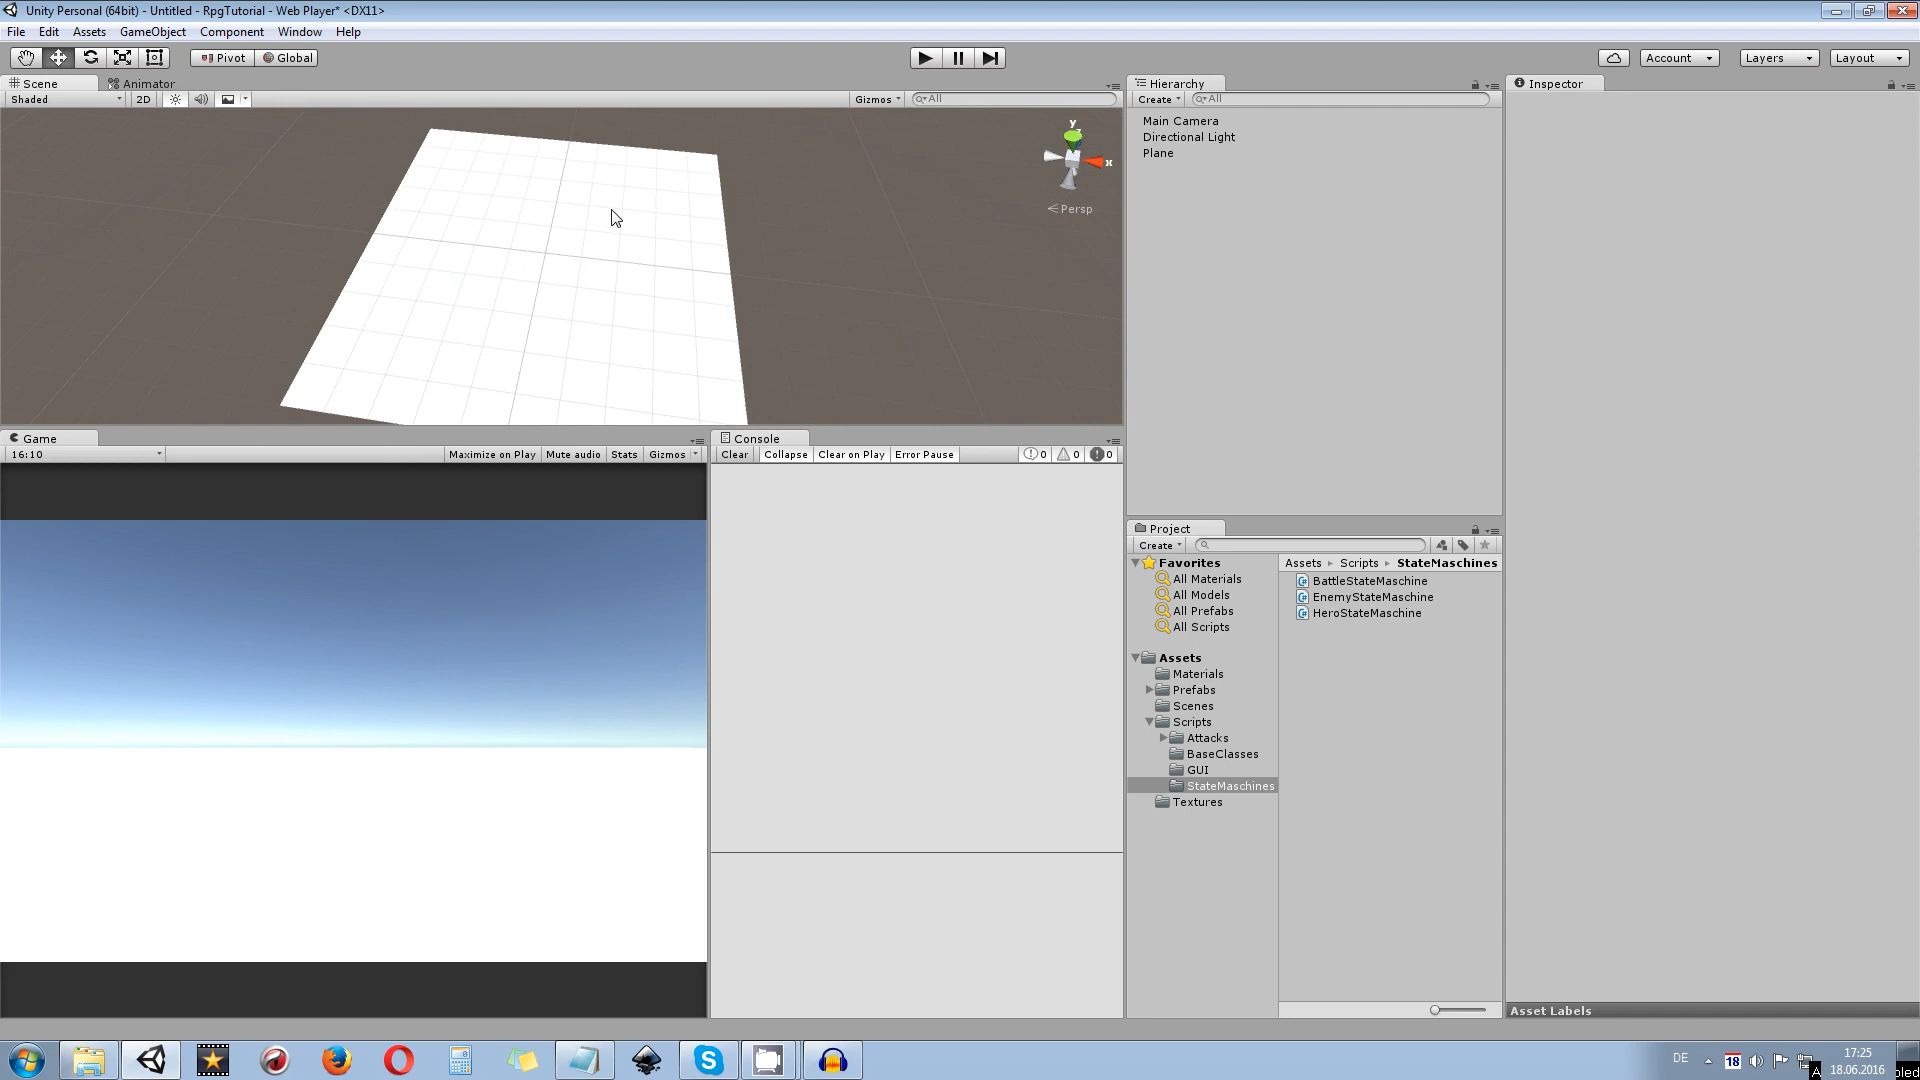 Unity Personal (64bit) - Untitled - RpgTutorial - Web Player* <DX11>
File Edit Assets GameObject Component Window Help
Pivot Global Account Layers Layout
Scene Animator
Shaded 2D Gizmos All
y
x
Persp
Hierarchy
Create All
Main Camera
Directional Light
Plane
Inspector
Game
16:10 Maximize on Play Mute audio Stats Gizmos
Console
Clear Collapse Clear on Play Error Pause 0 0 0
Project
Create
Favorites
All Materials
All Models
All Prefabs
All Scripts
Assets
Materials
Prefabs
Scenes
Scripts
Attacks
BaseClasses
GUI
StateMaschines
Textures
Assets Scripts StateMaschines
BattleStateMaschine
EnemyStateMaschine
HeroStateMaschine
Asset Labels
DE 18 17:25
18.06.2016